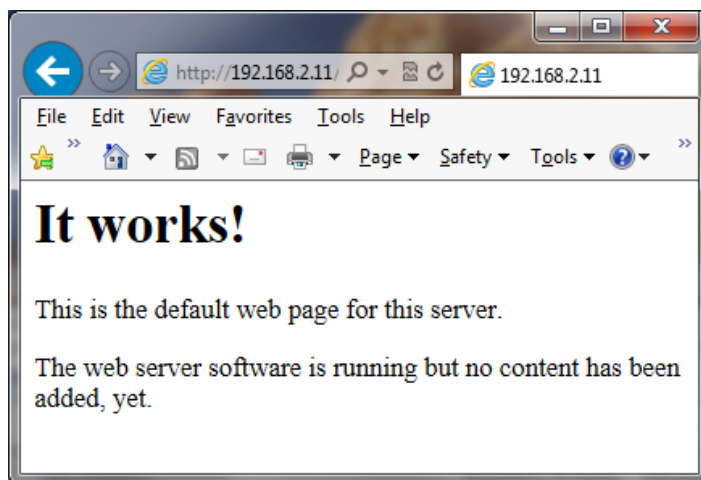 http://192.168.2.11/
192.168.2.11
File Edit View Favorites Tools Help
Page Safety Tools
It works!
This is the default web page for this server.
The web server software is running but no content has been
added, yet.